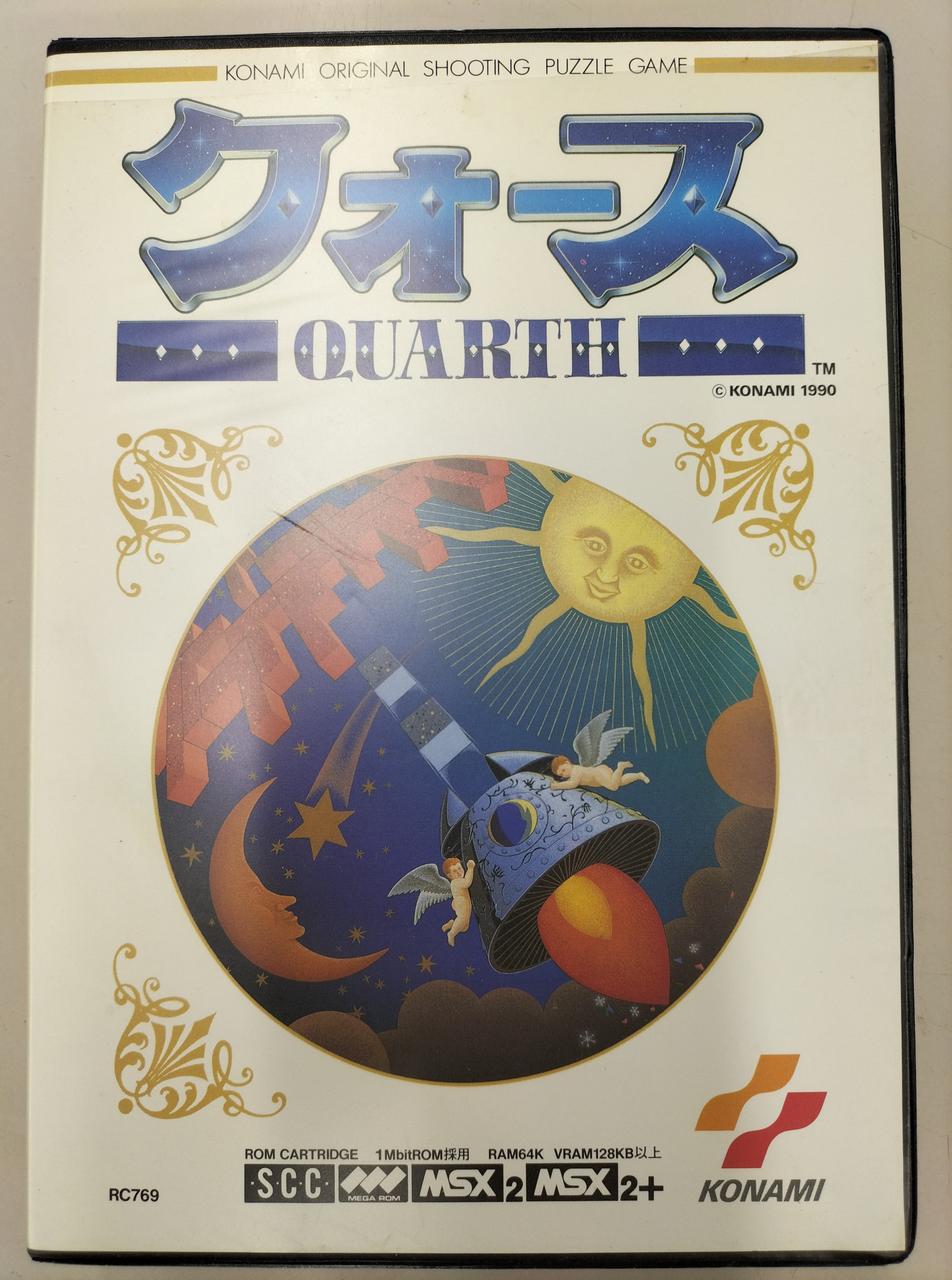 KONAMI ORIGINAL SHOOTING PUZZLE GAME
クォース
QUARTH
TM
© KONAMI 1990
ROM CARTRIDGE 1MbitROM採用 RAM64K VRAM128KB以上
SCC MEGA ROM MSX2 MSX2+
RC769
KONAMI